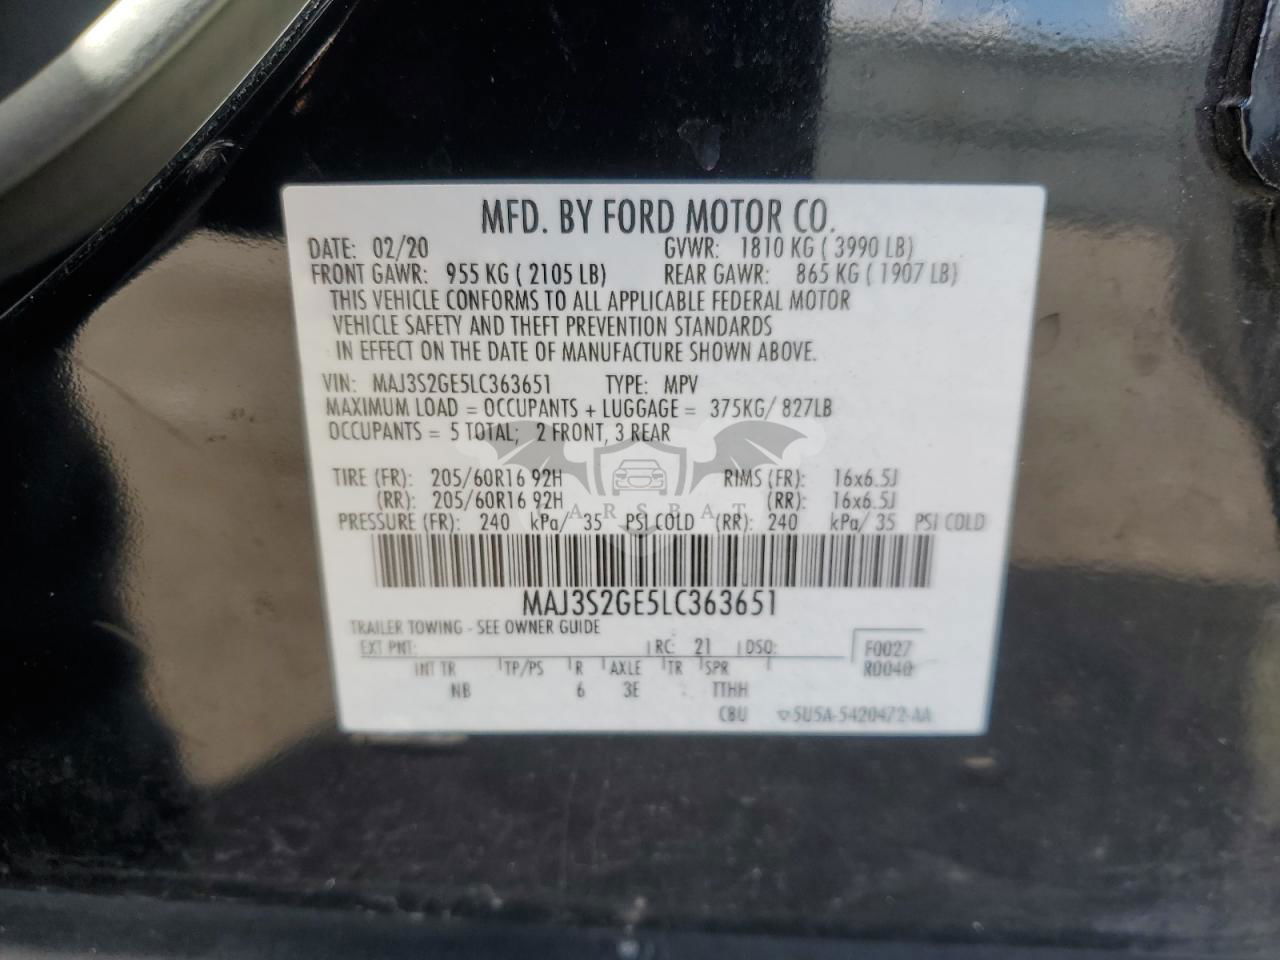 MFD. BY FORD MOTOR CO.
DATE: 02/20 GVWR: 1810 KG ( 3990 LB)
FRONT GAWR: 955 KG ( 2105 LB) REAR GAWR: 865 KG ( 1907 LB)
THIS VEHICLE CONFORMS TO ALL APPLICABLE FEDERAL MOTOR
VEHICLE SAFETY AND THEFT PREVENTION STANDARDS
IN EFFECT ON THE DATE OF MANUFACTURE SHOWN ABOVE.
VIN: MAJ3S2GE5LC363651 TYPE: MPV
MAXIMUM LOAD = OCCUPANTS + LUGGAGE = 375KG/ 827LB
OCCUPANTS = 5 TOTAL; 2 FRONT, 3 REAR
TIRE (FR): 205/60R16 92H RIMS (FR): 16x6.5J
(RR): 205/60R16 92H (RR): 16x6.5J
CARSBAT
PRESSURE (FR): 240 kPa/ 35 PSI COLD (RR): 240 kPa/ 35 PSI COLD
MAJ3S2GE5LC363651
TRAILER TOWING - SEE OWNER GUIDE
EXT PNT: RC: 21 DSO: F0027
R0040
INT TR TP/PS R AXLE TR SPR
NB 6 3E TTHH
CBU 5U5A-5420472-AA